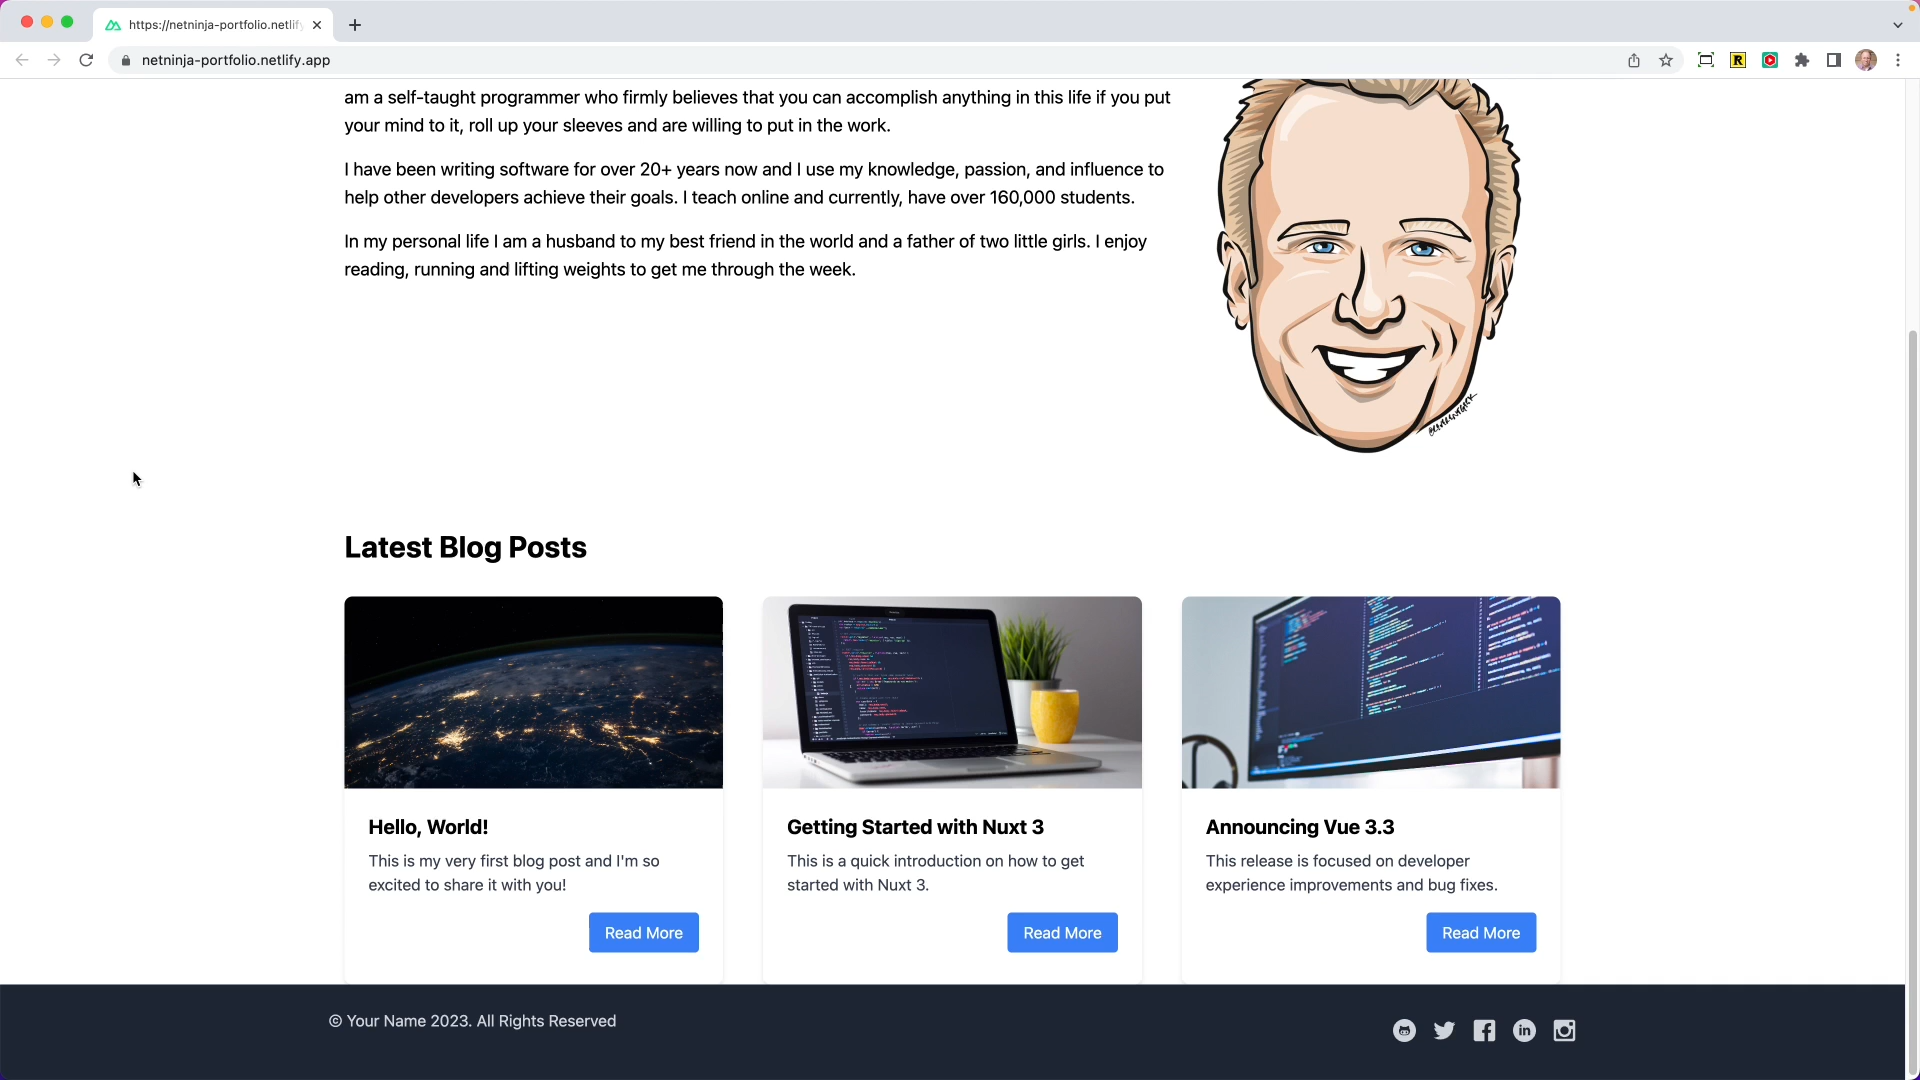 https://netninja-portfolio.netlify
netninja-portfolio.netlify.app
R
am a self-taught programmer who firmly believes that you can accomplish anything in this life if you put
your mind to it, roll up your sleeves and are willing to put in the work.
I have been writing software for over 20+ years now and I use my knowledge, passion, and influence to
help other developers achieve their goals. I teach online and currently, have over 160,000 students.
In my personal life I am a husband to my best friend in the world and a father of two little girls. I enjoy
reading, running and lifting weights to get me through the week.
Latest Blog Posts
Hello, World!
This is my very first blog post and I'm so
excited to share it with you!
Read More
Getting Started with Nuxt 3
This is a quick introduction on how to get
started with Nuxt 3.
Read More
Announcing Vue 3.3
This release is focused on developer
experience improvements and bug fixes.
Read More
© Your Name 2023. All Rights Reserved
in